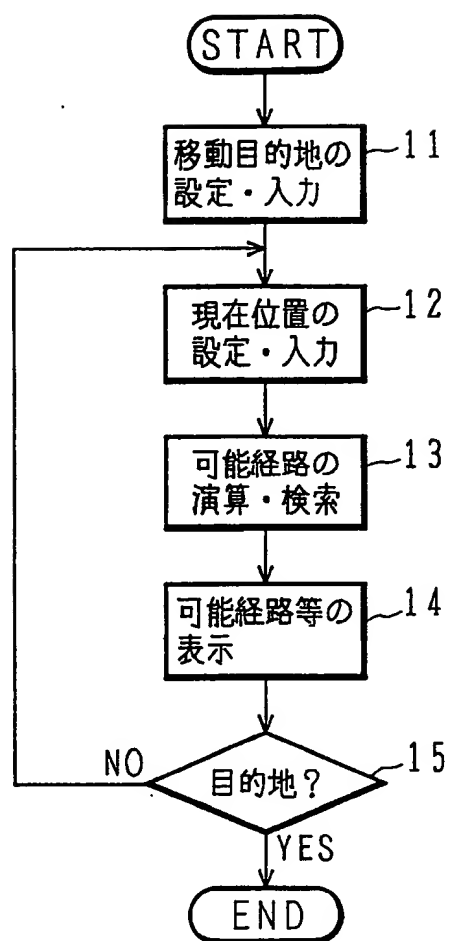 START
移動目的地の
設定・入力
11
現在位置の
設定・入力
12
可能経路の
演算・検索
13
可能経路等の
表示
14
目的地?
15
NO
YES
END